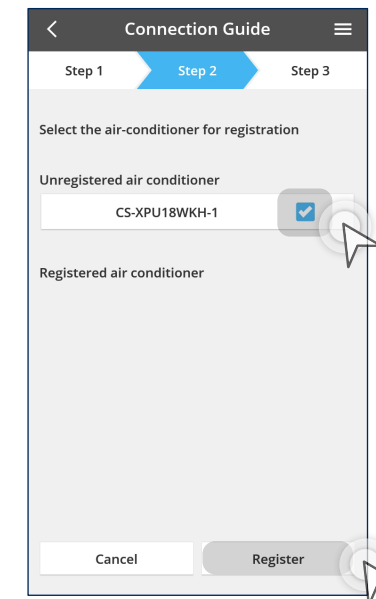 Connection Guide
Step 1 Step 2 Step 3
Select the air-conditioner for registration
Unregistered air conditioner
CS-XPU18WKH-1
Registered air conditioner
Cancel Register